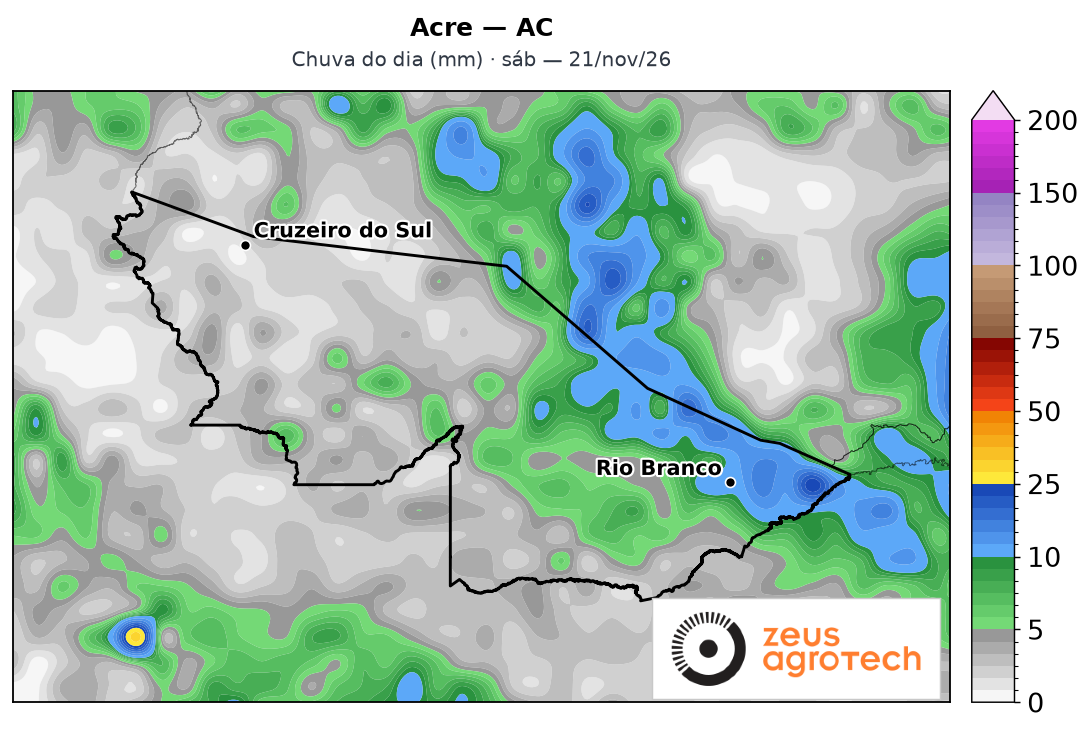 Acre — AC
Chuva do dia (mm) · sáb — 21/nov/26
Cruzeiro do Sul
Rio Branco
200
150
100
75
50
25
10
5
0
zeus
agrotech